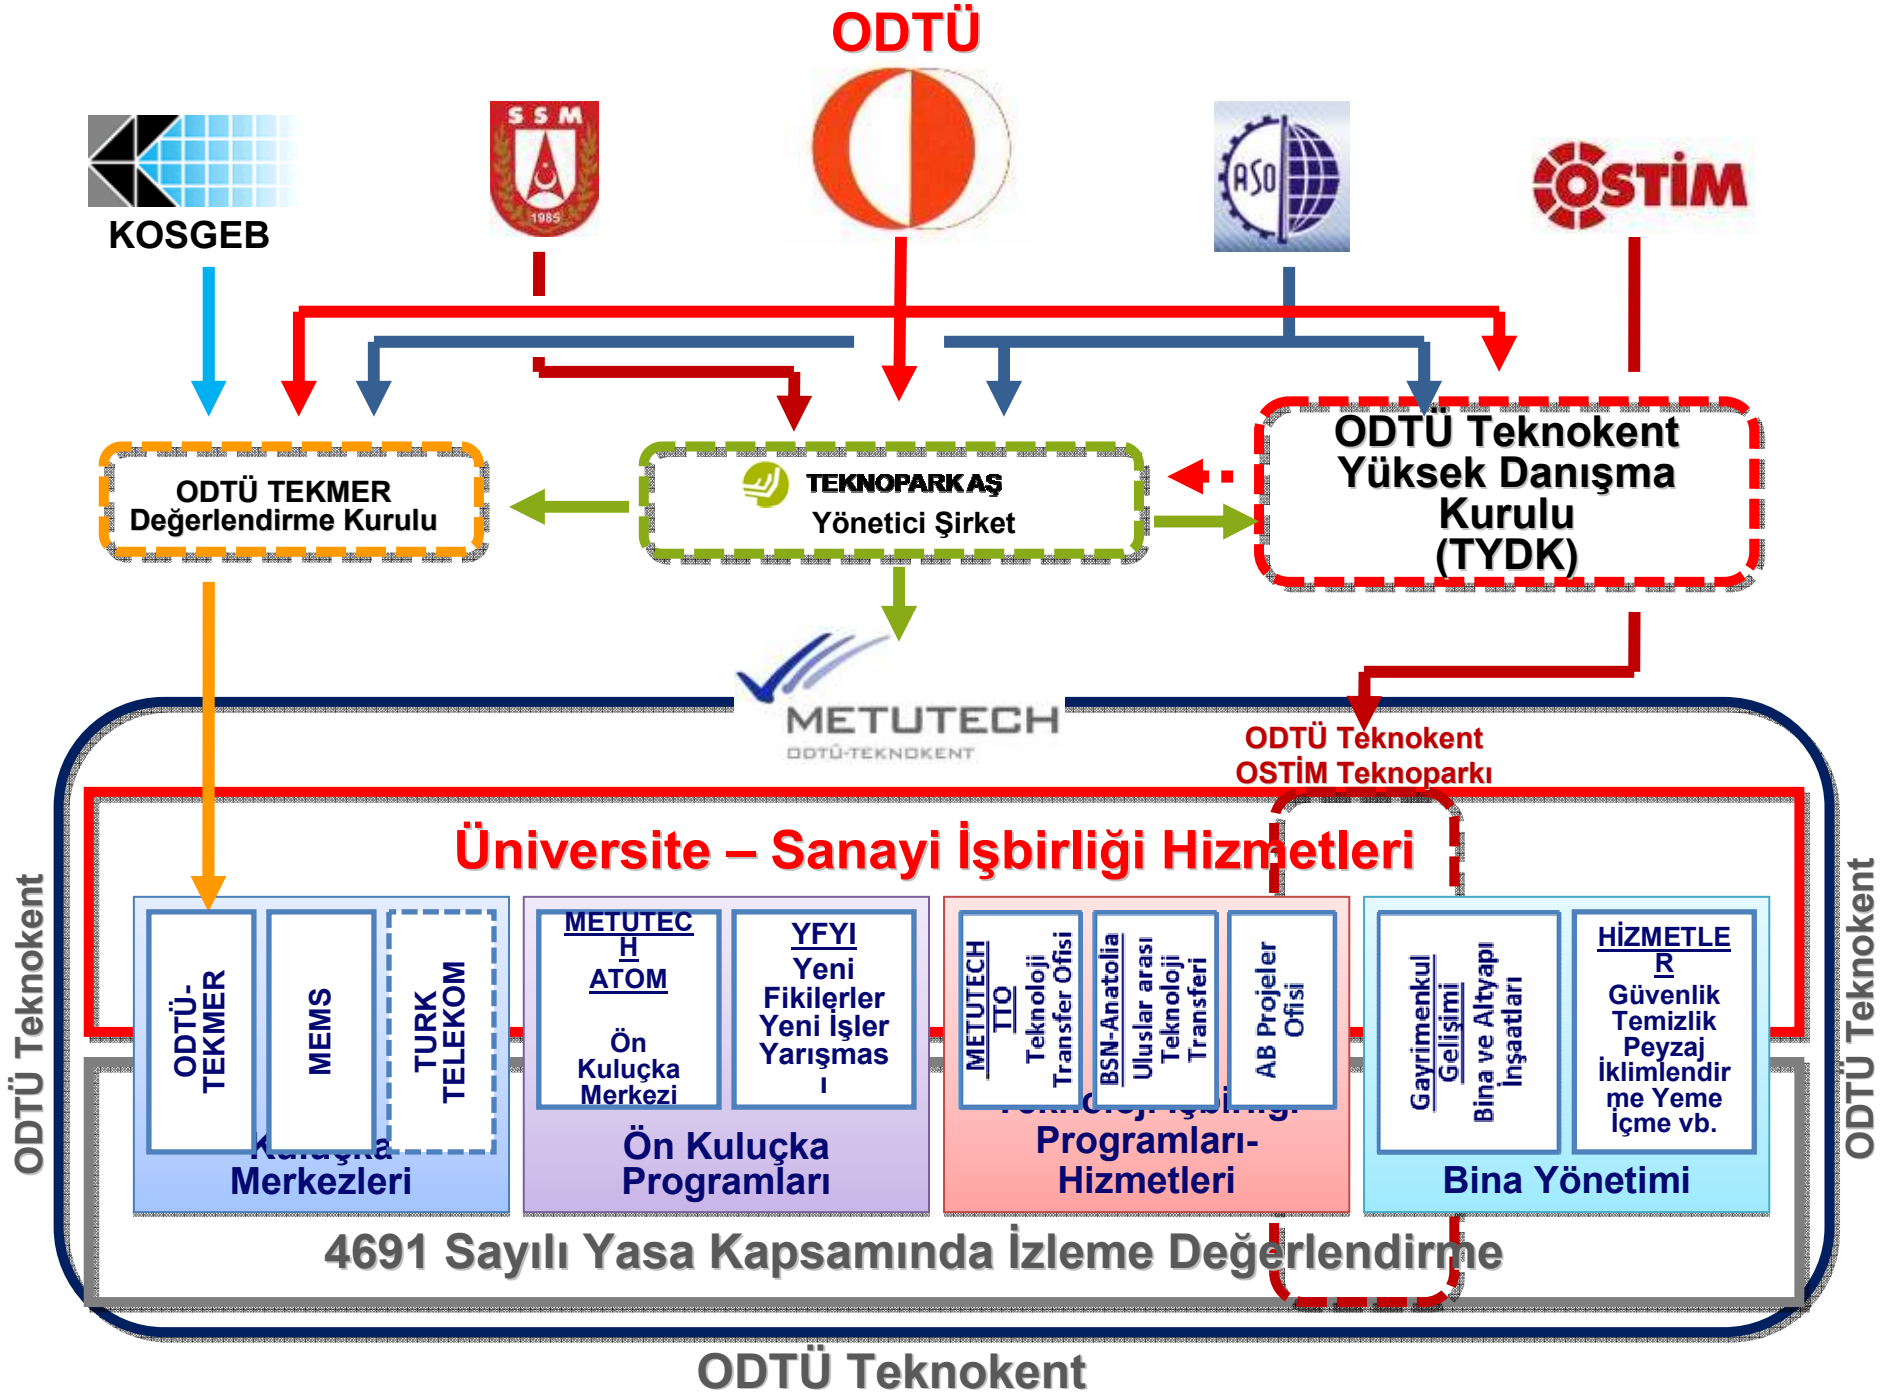 ODTÜ
KOSGEB
SSM
1985
ASO
OSTİM
ODTÜ TEKMER
Değerlendirme Kurulu
TEKNOPARK AŞ
Yönetici Şirket
ODTÜ Teknokent
Yüksek Danışma
Kurulu
(TYDK)
METUTECH
ODTÜ-TEKNOKENT
ODTÜ Teknokent
OSTİM Teknoparkı
ODTÜ Teknokent
Üniversite – Sanayi İşbirliği Hizmetleri
ODTÜ-
TEKMER
MEMS
TURK
TELEKOM
Kuluçka
Merkezleri
METUTEC
H
ATOM
Ön
Kuluçka
Merkezi
YFYI
Yeni
Fikilerler
Yeni İşler
Yarışmas
ı
Ön Kuluçka
Programları
METUTECH
TTO
Teknoloji
Transfer Ofisi
BSN-Anatolia
Uluslar arası
Teknoloji
Transferi
AB Projeler
Ofisi
Teknoloji İşbirliği
Programları-
Hizmetleri
Gayrimenkul
Gelişimi
Bina ve Altyapı
İnşaatları
HİZMETLE
R
Güvenlik
Temizlik
Peyzaj
İklimlendir
me Yeme
İçme vb.
Bina Yönetimi
ODTÜ Teknokent
4691 Sayılı Yasa Kapsamında İzleme Değerlendirme
ODTÜ Teknokent